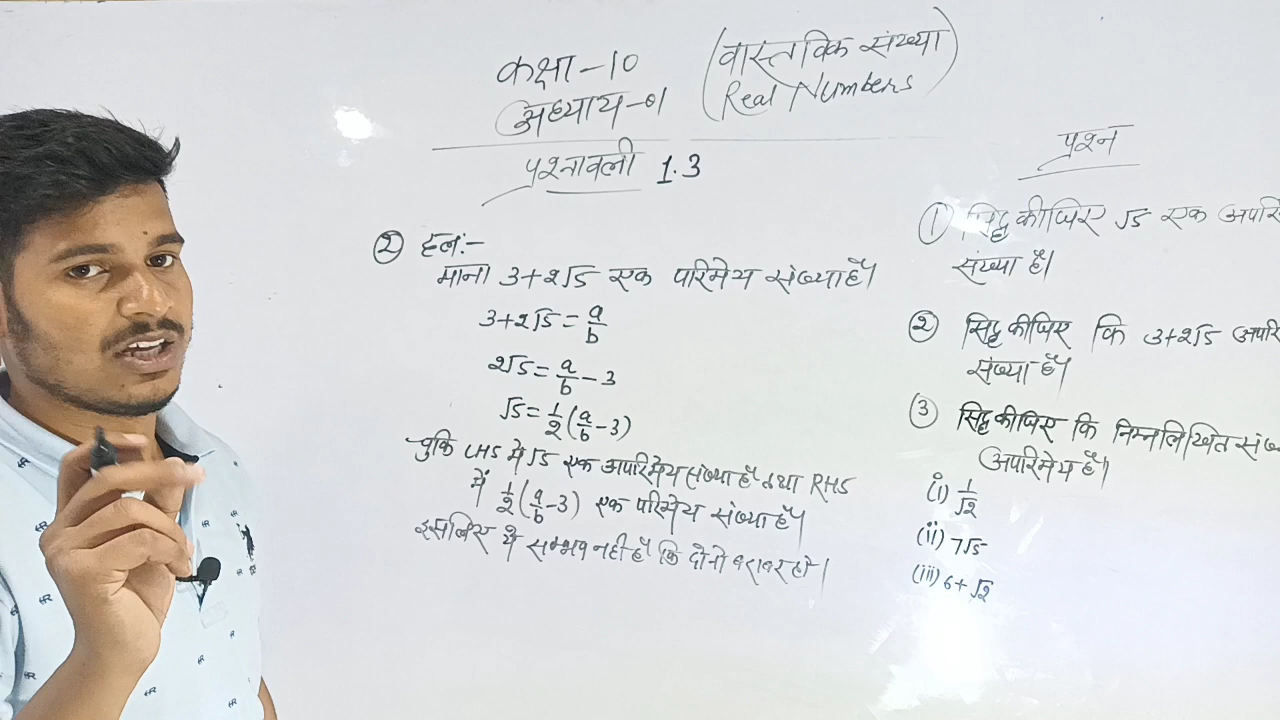 कक्षा-10 (वास्तविक संख्या)
अध्याय-01 (Real Numbers)
प्रश्नावली 1.3
② हल:-
माना 3+2√5 एक परिमेय संख्या है।
3+2√5 = a/b
2√5 = a/b - 3
√5 = 1/2(a/b - 3)
चुकि LHS में √5 एक अपरिमेय संख्या है तथा RHS
में 1/2(a/b - 3) एक परिमेय संख्या है।
इसलिए ये सम्भव नही है कि दोनो बराबर हो।
प्रश्न
① सिद्ध कीजिए √5 एक अपरि
संख्या है।
② सिद्ध कीजिए कि 3+2√5 अपरि
संख्या है।
③ सिद्ध कीजिए कि निम्नलिखित संख्
अपरिमेय है।
(i) 1/√2
(ii) 7√5
(iii) 6+√2